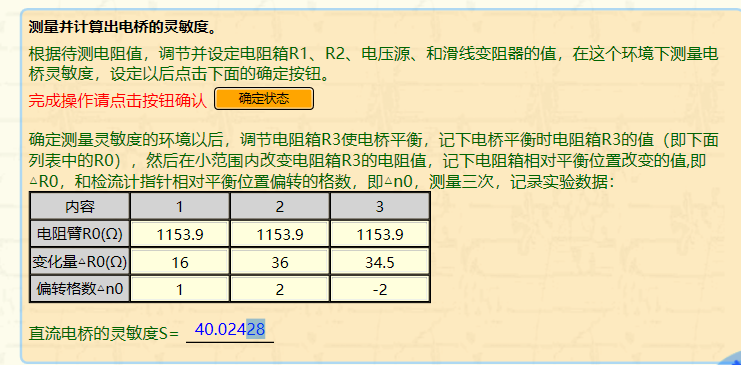 测量并计算出电桥的灵敏度。
根据待测电阻值，调节并设定电阻箱R1、R2、电压源、和滑线变阻器的值，在这个环境下测量电
桥灵敏度，设定以后点击下面的确定按钮。
完成操作请点击按钮确认 确定状态
确定测量灵敏度的环境以后，调节电阻箱R3使电桥平衡，记下电桥平衡时电阻箱R3的值（即下面
列表中的R0），然后在小范围内改变电阻箱R3的电阻值，记下电阻箱相对平衡位置改变的值,即
△R0，和检流计指针相对平衡位置偏转的格数，即△n0，测量三次，记录实验数据：
内容 1 2 3
电阻臂R0(Ω) 1153.9 1153.9 1153.9
变化量△R0(Ω) 16 36 34.5
偏转格数△n0 1 2 -2
直流电桥的灵敏度S= 40.02428